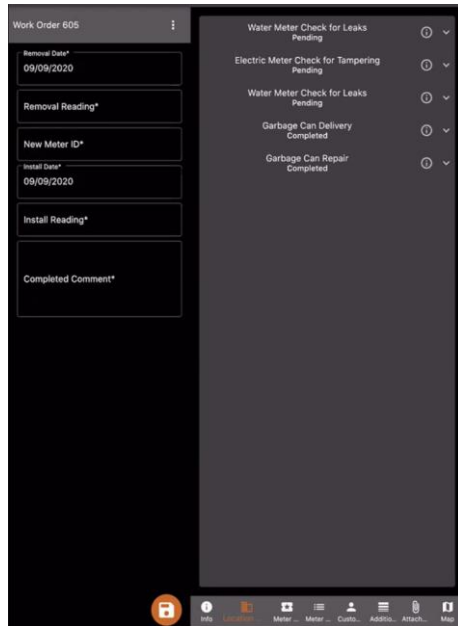 Work Order 605
Removal Date*
09/09/2020
Removal Reading*
New Meter ID*
Install Date*
09/09/2020
Install Reading*
Completed Comment*
Water Meter Check for Leaks
Pending
Electric Meter Check for Tampering
Pending
Water Meter Check for Leaks
Pending
Garbage Can Delivery
Completed
Garbage Can Repair
Completed
Info
Location ...
Meter ...
Meter ...
Custo...
Additio...
Attach...
Map